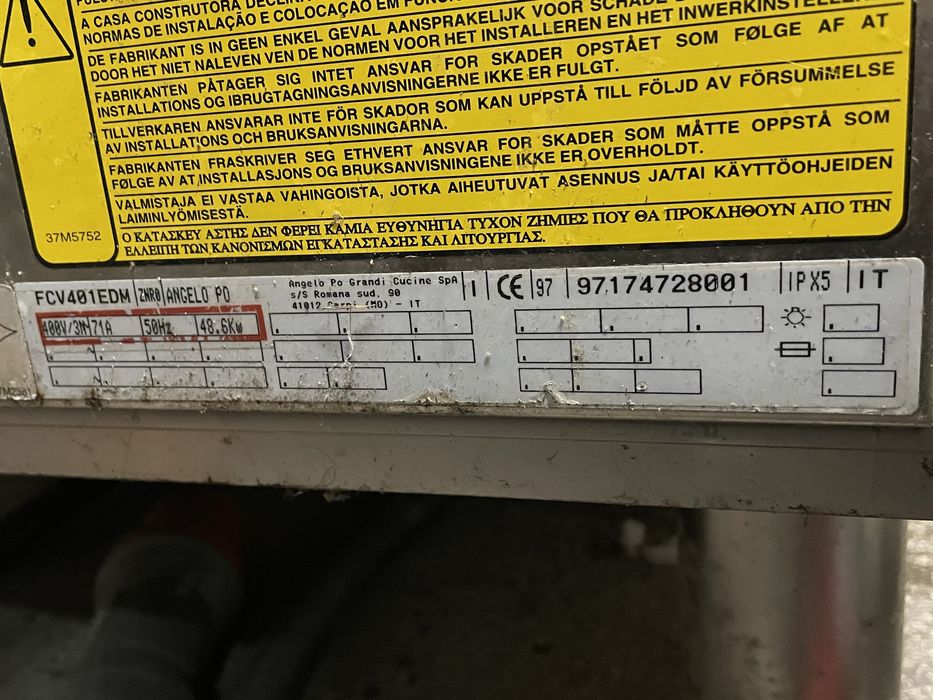 A CASA CONSTRUTORA DECLINA
NORMAS DE INSTALAÇÃO E COLOCAÇAO EM
DE FABRIKANT IS IN GEEN ENKEL GEVAL AANSPRAKELIJK VOOR SCHADE
DOOR HET NIET NALEVEN VEN DE NORMEN VOOR HET INSTALLEREN EN HET
FABRIKANTEN PÅTAGER SIG INTET ANSVAR FOR SKADER OPSTÅET SOM FØLGE AF AT
INSTALLATIONS OG IBRUGTAGNINGSANVISNINGERNE IKKE ER FULGT.
TILLVERKAREN ANSVARAR INTE FÖR SKADOR SOM KAN UPPSTÅ TILL FÖLJD AV FÖRSUMMELSE
AV INSTALLATIONS OCH BRUKSANVISNINGARNA.
FABRIKANTEN FRASKRIVER SEG ETHVERT ANSVAR FOR SKADER SOM MÅTTE OPPSTÅ SOM
FØLGE AV AT INSTALLASJONS OG BRUKSANVISNINGENE IKKE ER OVERHOLDT.
VALMISTAJA EI VASTAA VAHINGOISTA, JOTKA AIHEUTUVAT ASENNUS JA/TAI KÄYTTÖOHJEIDEN
LAIMINLYÖMISESTÄ.
Ο ΚΑΤΑΣΚΕΥ ΑΣΤΗΣ ΔΕΝ ΦΕΡΕΙ ΚΑΜΙΑ ΕΥΘΥΝΗΓΙΑ ΤΥΧΟΝ ΖΗΜΙΕΣ ΠΟΥ ΘΑ ΠΡΟΚΛΗΘΟΥΝ ΑΠΟ ΤΗΝ
ΕΛΛΕΙΠΗ ΤΩΝ ΚΑΝΟΝΙΣΜΩΝ ΕΓΚΑΤΑΣΤΑΣΗΣ ΚΑΙ ΛΙΤΟΥΡΓΙΑΣ.
37M5752
FCV401EDM ZNR0 ANGELO PO
Angelo Po Grandi Cucine SpA
s/S Romana sud, 90
41012 Carpi (MO) - IT
I CE 97 97.174728001 IPX5 IT
400V/3N~71A 50Hz 48.6Kw